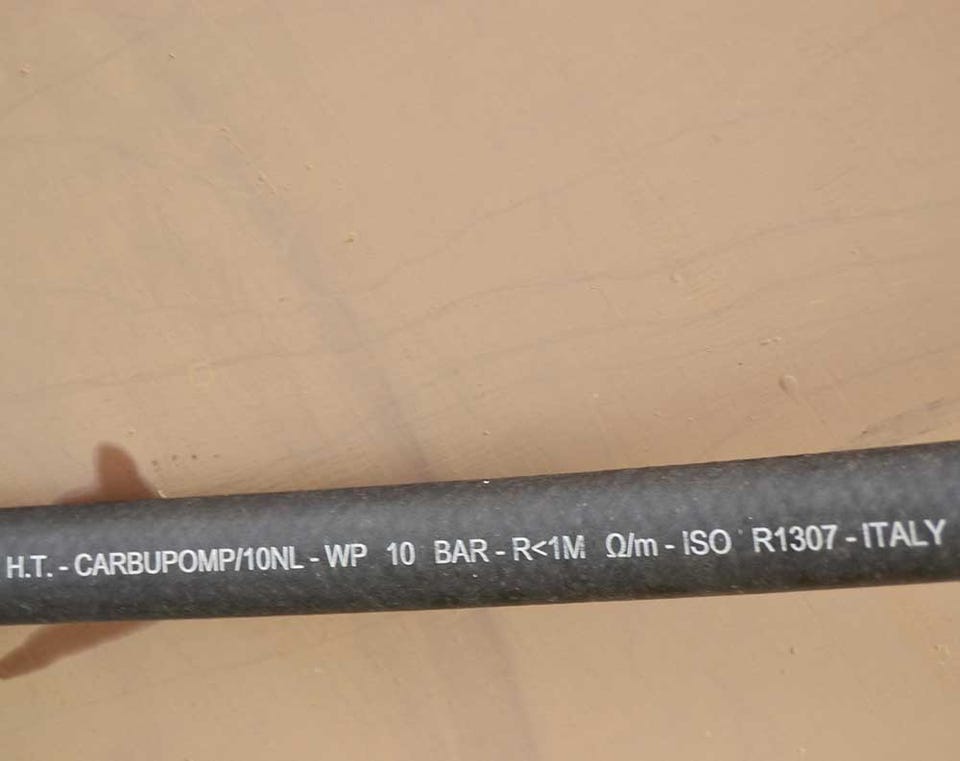 H.T. - CARBUPOMP/10NL - WP 10 BAR - R<1M Ω/m - ISO R1307 - ITALY